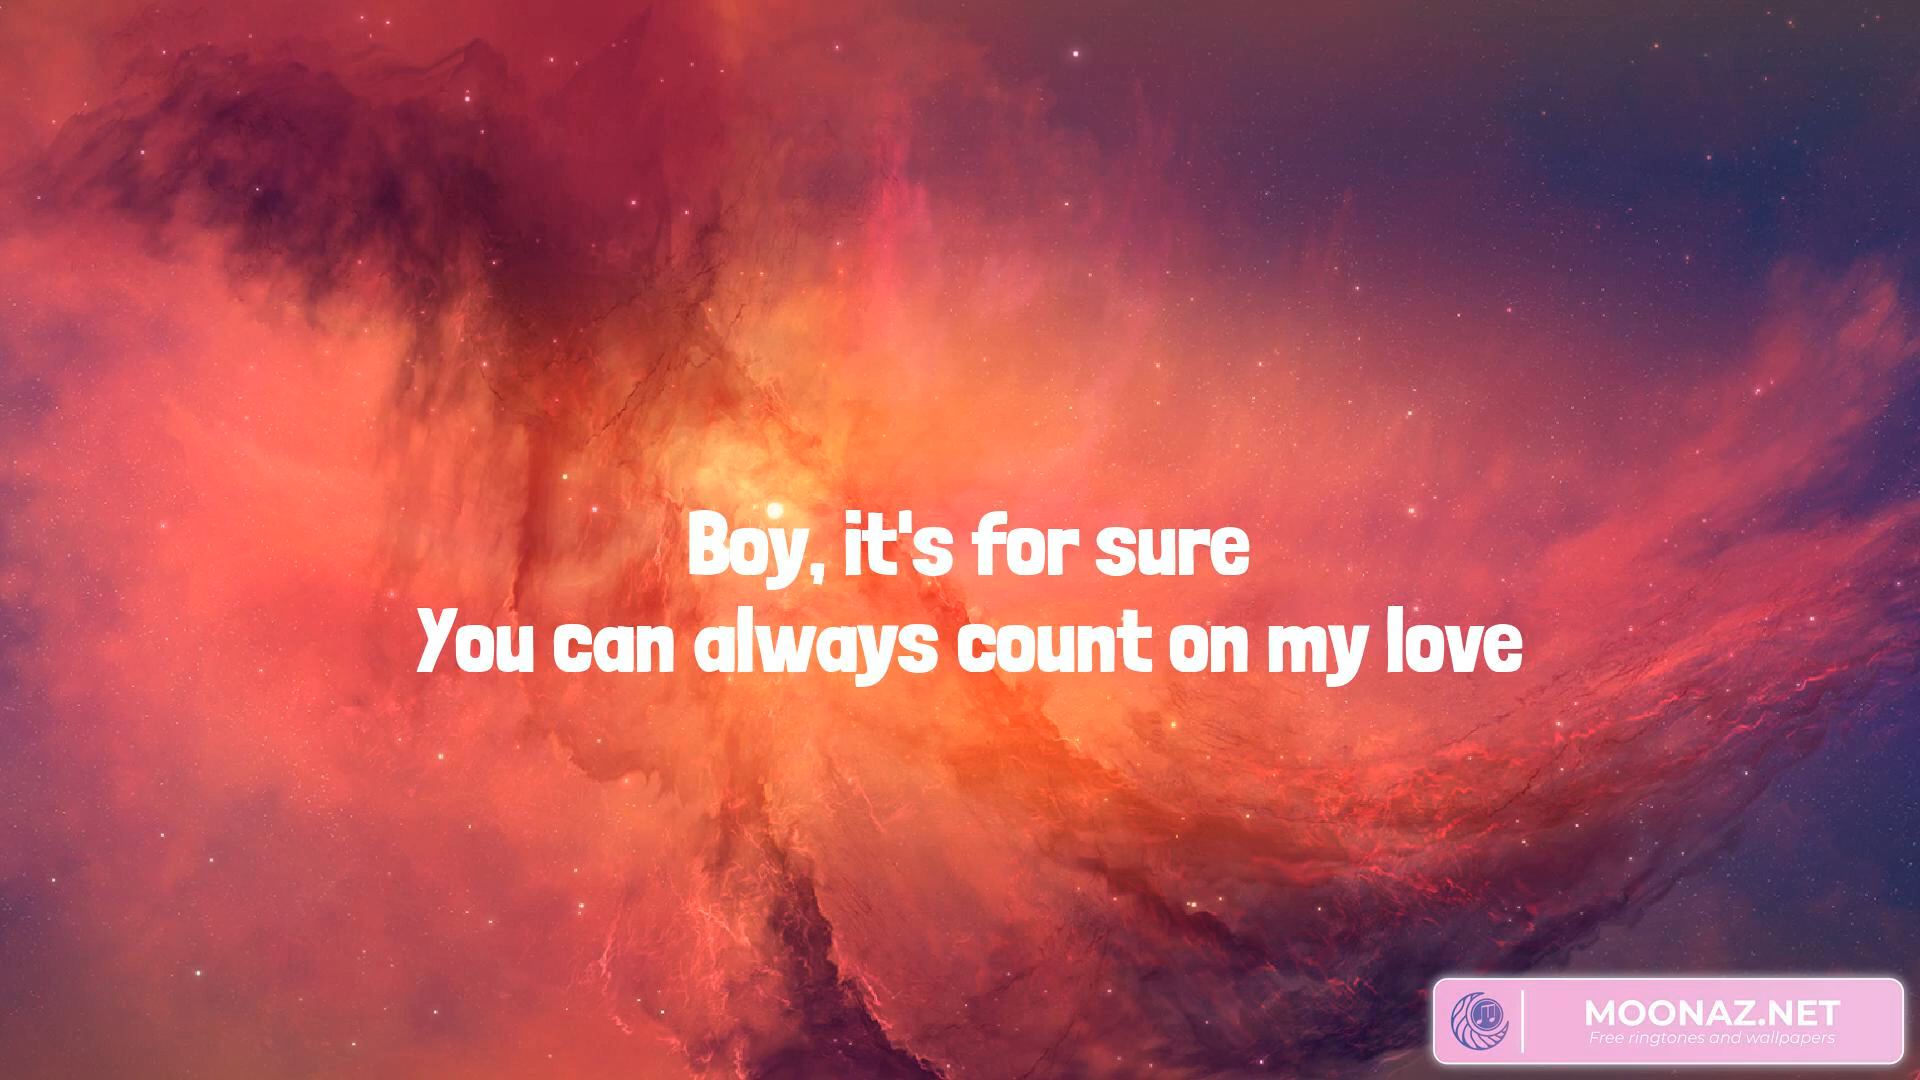 Boy, it's for sure
You can always count on my love
MOONAZ.NET
Free ringtones and wallpapers